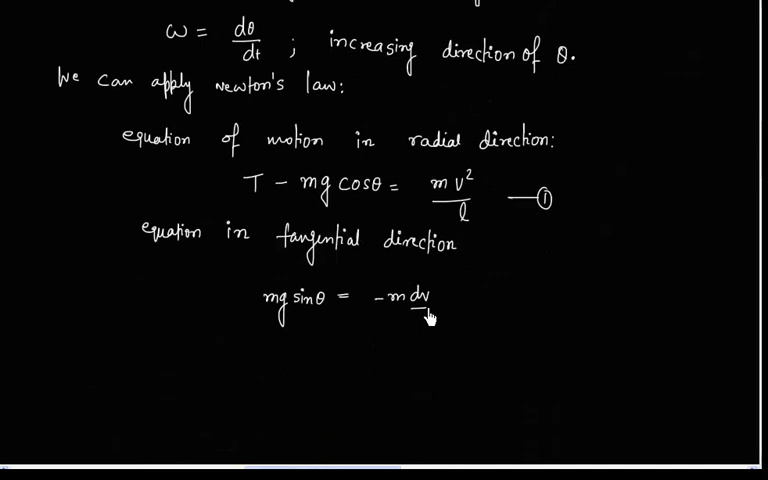 ω = dθ/dt ; increasing direction of θ.
We can apply newton's law:
equation of motion in radial direction:
T - mg cosθ = mv²/l —①
equation in tangential direction
mg sinθ = -m dv